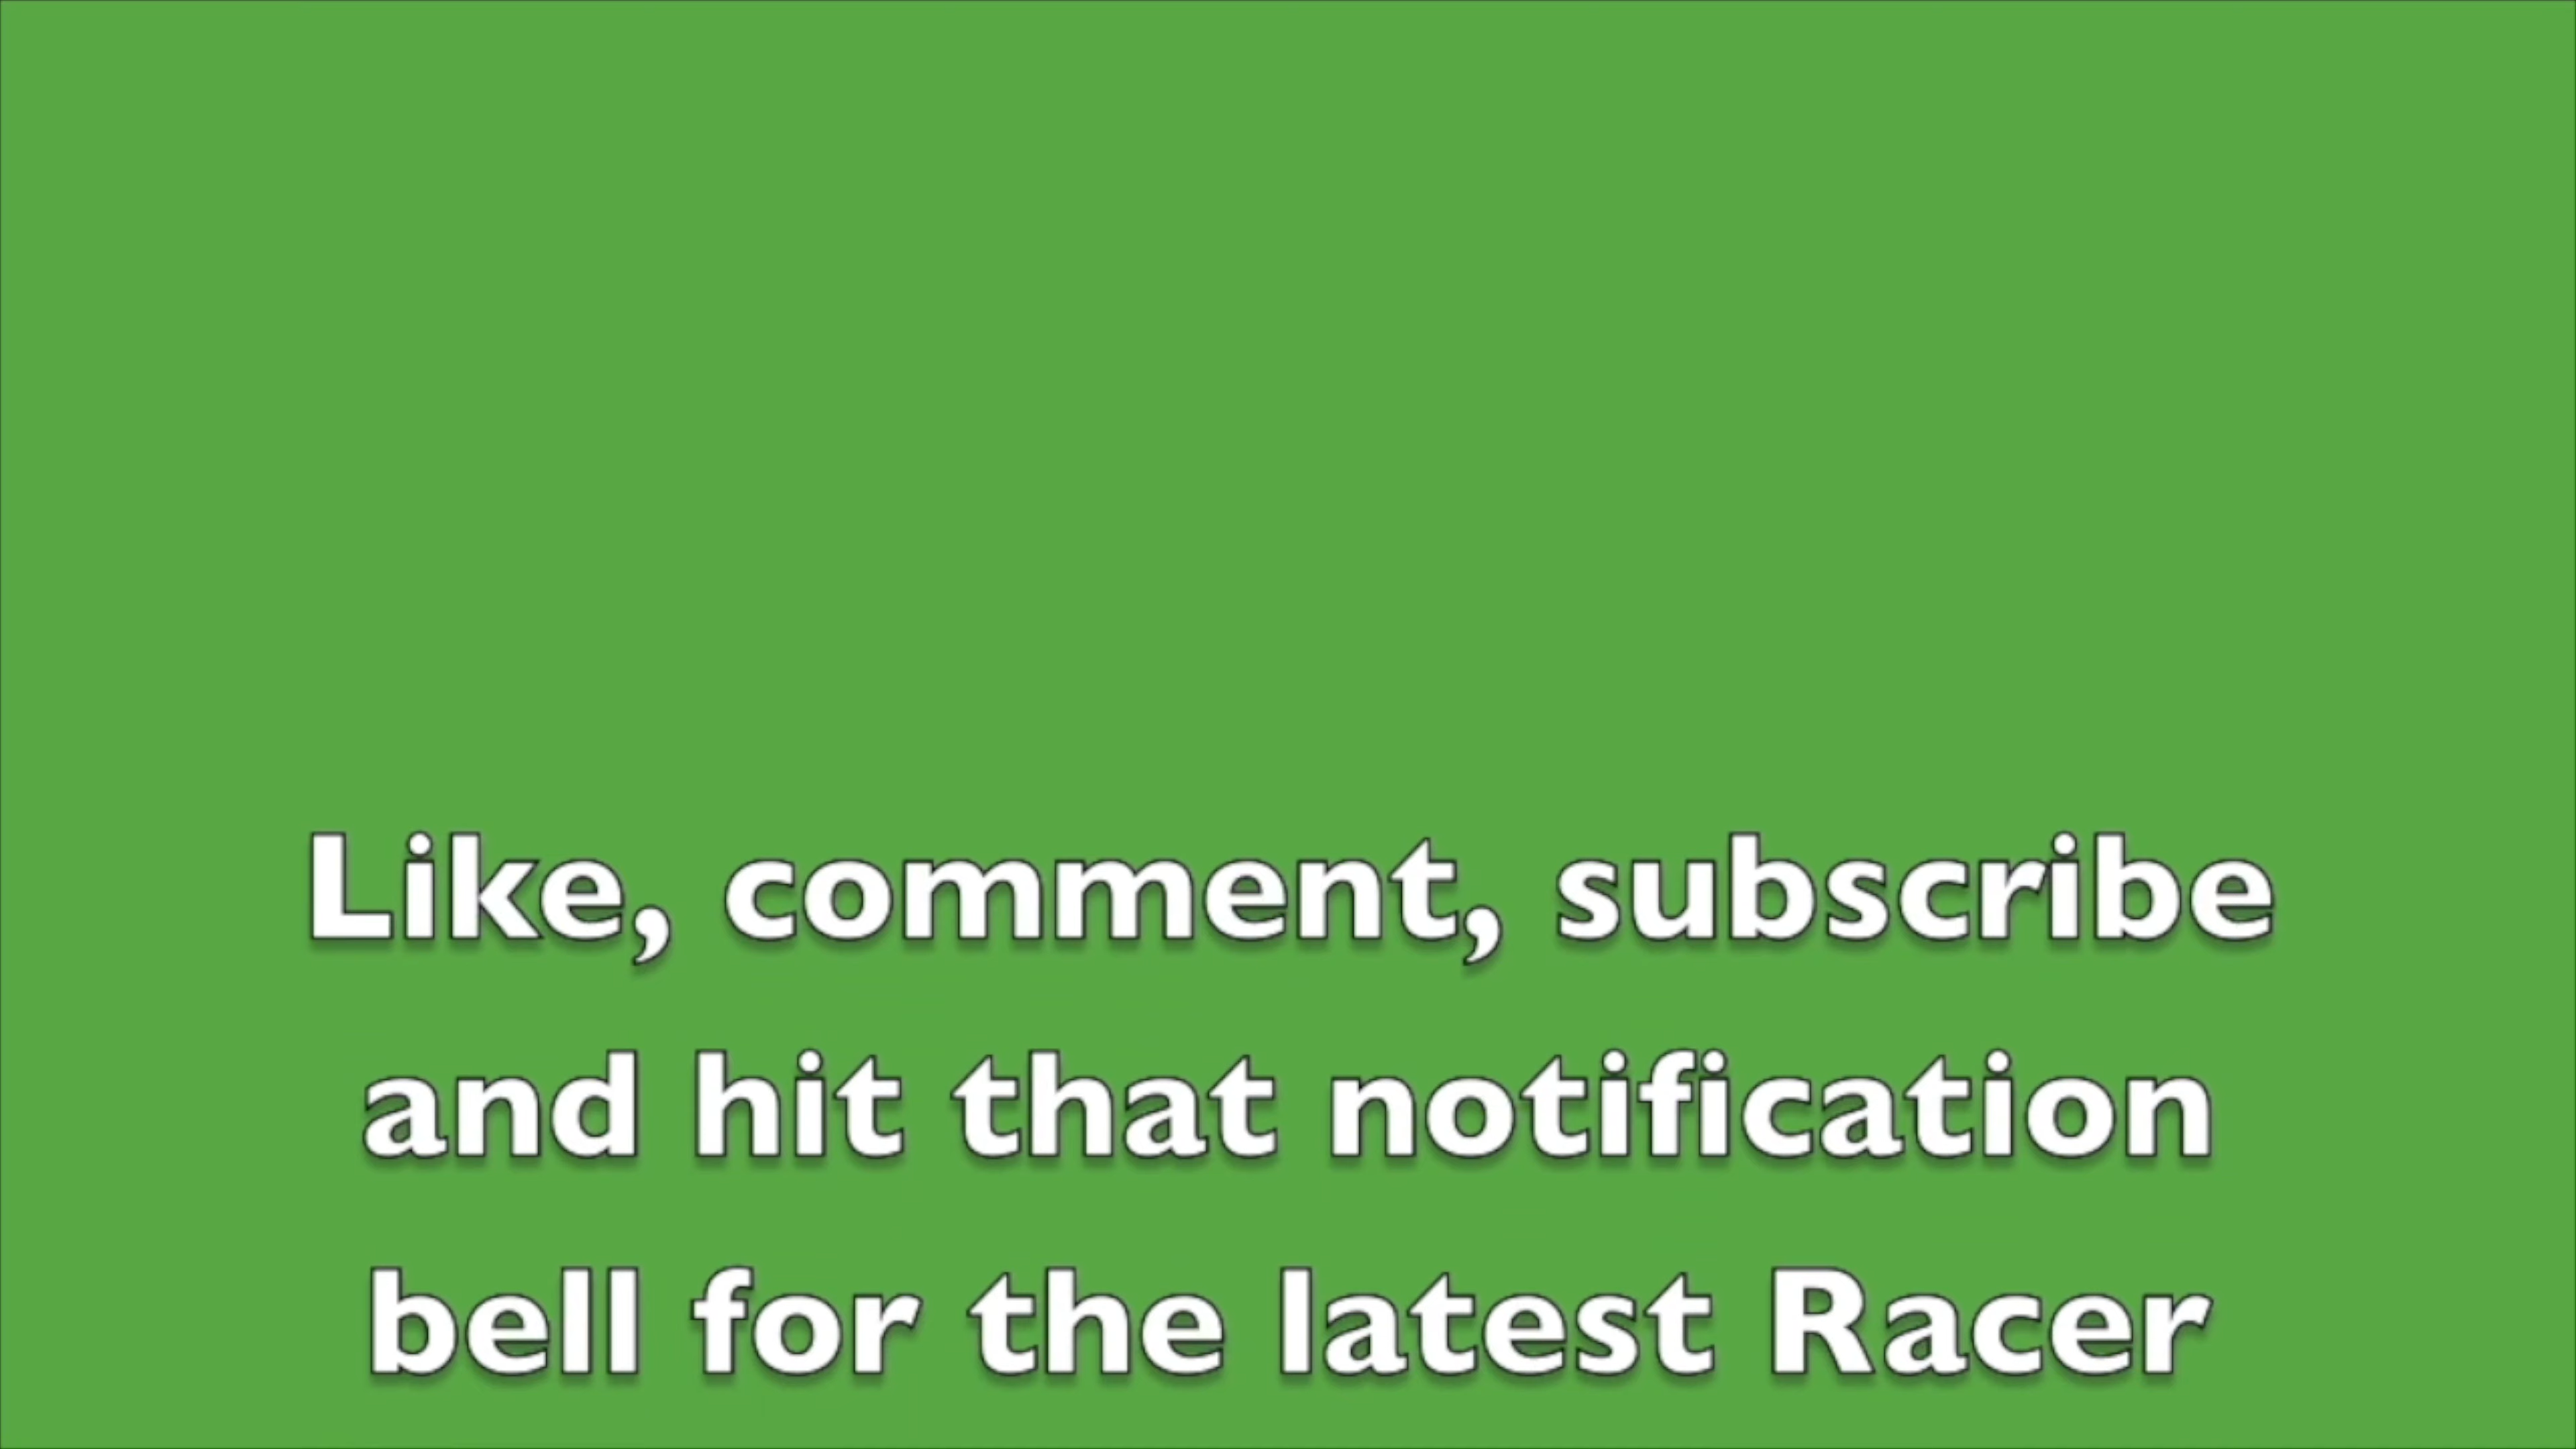 Like, comment, subscribe
and hit that notification
bell for the latest Racer